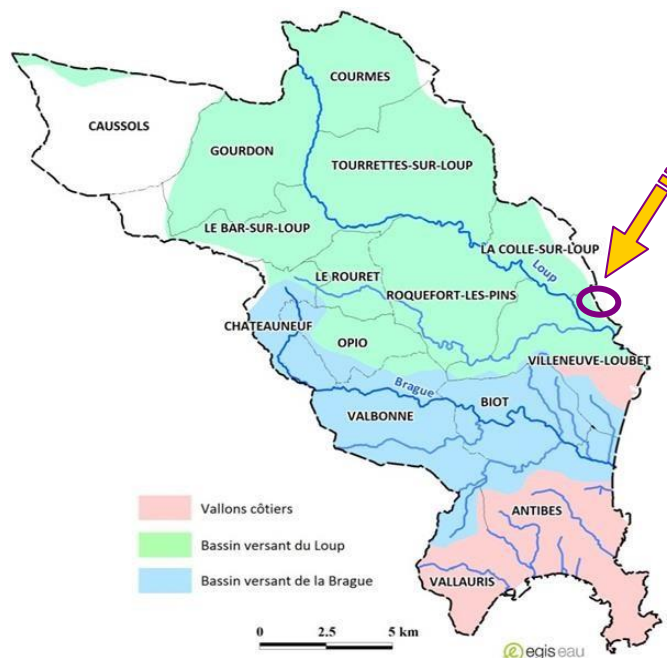 COURMES
CAUSSOLS
GOURDON
TOURRETTES-SUR-LOUP
LE BAR-SUR-LOUP
LA COLLE-SUR-LOUP
Loup
LE ROURET
ROQUEFORT-LES-PINS
CHATEAUNEUF
OPIO
VILLENEUVE-LOUBET
Brague
BIOT
VALBONNE
ANTIBES
VALLAURIS
Vallons côtiers
Bassin versant du Loup
Bassin versant de la Brague
0 2.5 5 km
egis eau